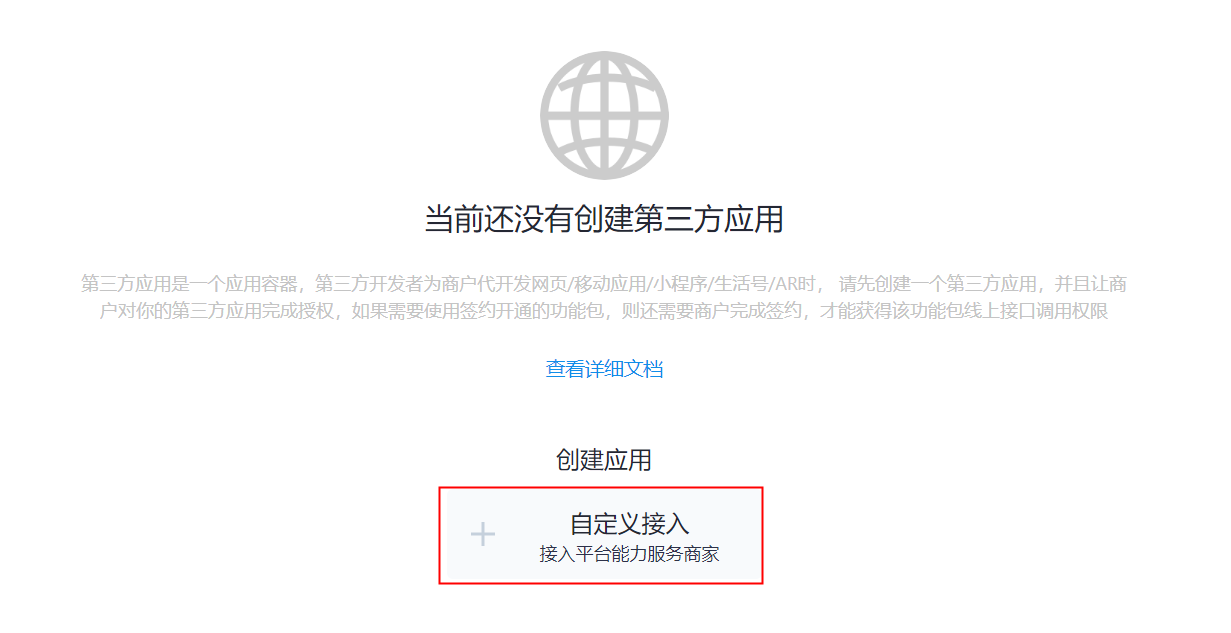 当前还没有创建第三方应用
第三方应用是一个应用容器，第三方开发者为商户代开发网页/移动应用/小程序/生活号/AR时， 请先创建一个第三方应用，并且让商
户对你的第三方应用完成授权，如果需要使用签约开通的功能包，则还需要商户完成签约，才能获得该功能包线上接口调用权限
查看详细文档
创建应用
自定义接入
接入平台能力服务商家